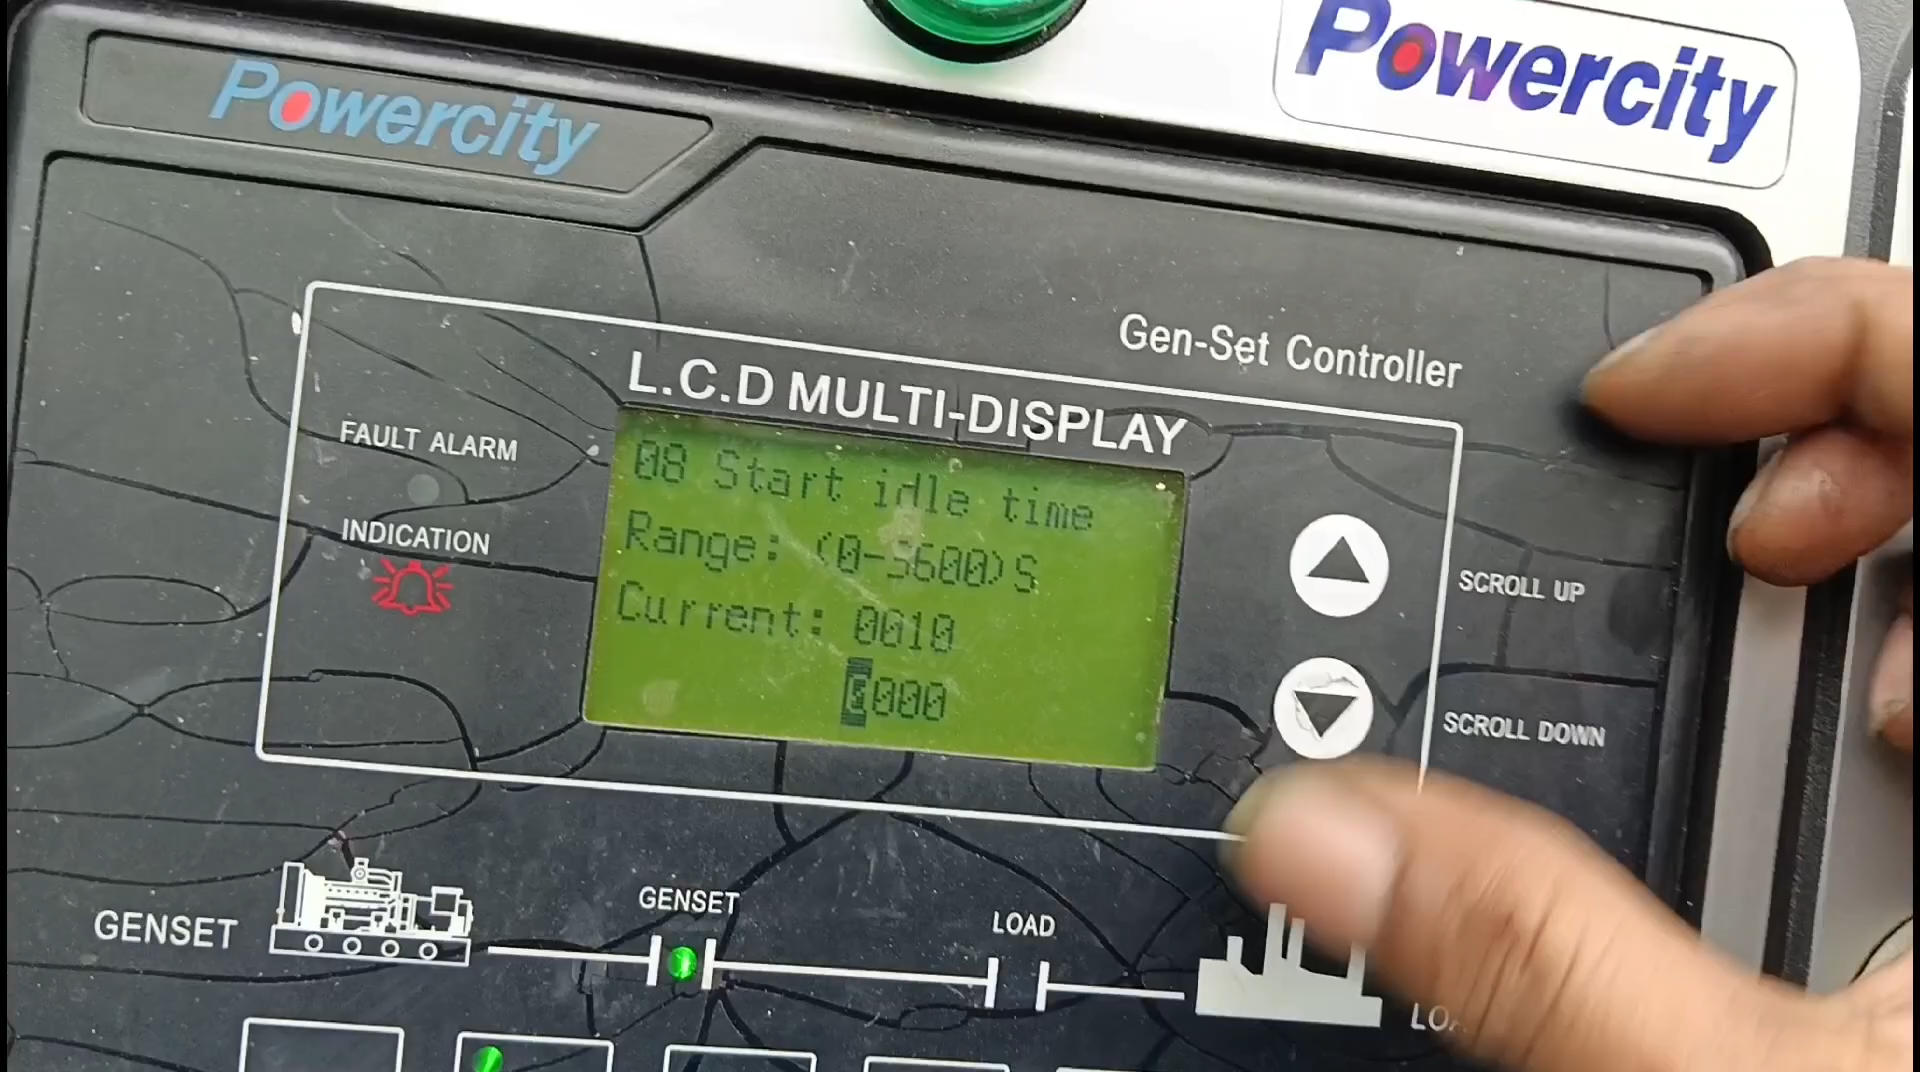 Powercity
Powercity
Gen-Set Controller
L.C.D MULTI-DISPLAY
FAULT ALARM
INDICATION
08 Start idle time
Range: (0-3600)S
Current: 0010
SCROLL UP
SCROLL DOWN
GENSET
GENSET
LOAD